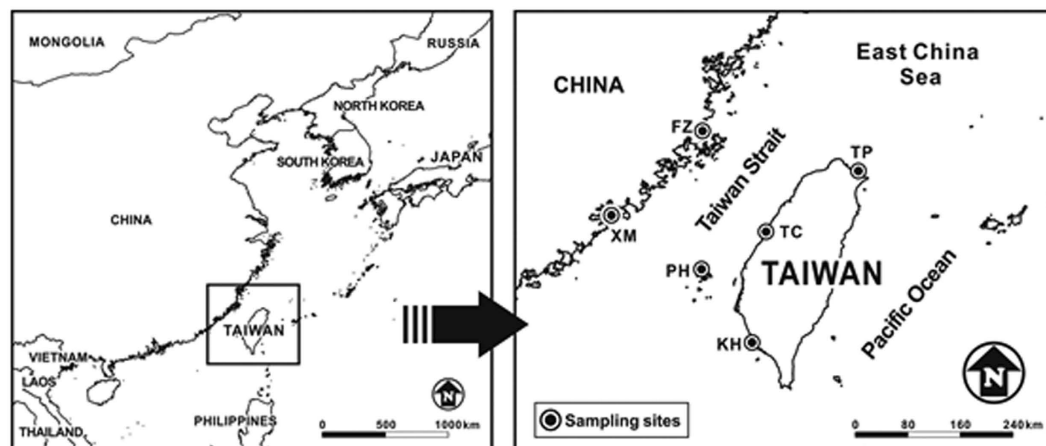 MONGOLIA
RUSSIA
NORTH KOREA
SOUTH KOREA
JAPAN
CHINA
TAIWAN
VIETNAM
LAOS
THAILAND
PHILIPPINES
N
0 500 1000km
CHINA
East China
Sea
FZ
TP
Taiwan Strait
XM
TC
PH
TAIWAN
Pacific Ocean
KH
N
Sampling sites
0 80 160 240km